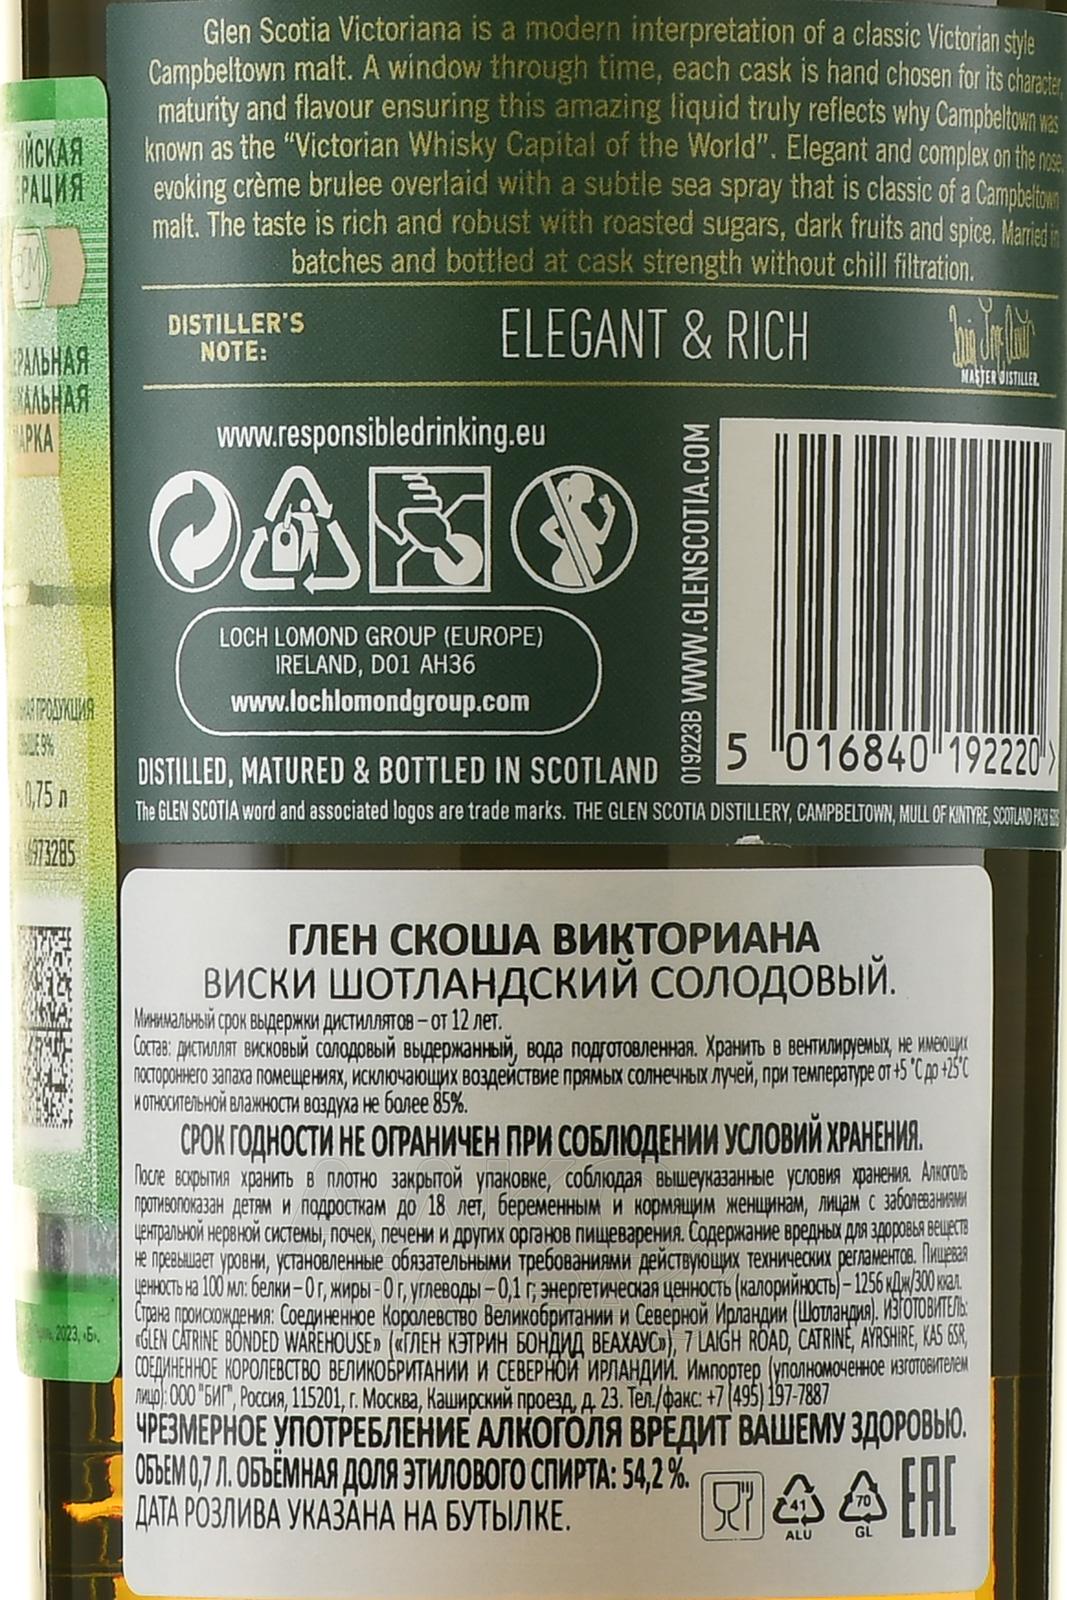 Glen Scotia Victoriana is a modern interpretation of a classic Victorian style
Campbeltown malt. A window through time, each cask is hand chosen for its character,
maturity and flavour ensuring this amazing liquid truly reflects why Campbeltown was
known as the “Victorian Whisky Capital of the World”. Elegant and complex on the nose,
evoking crème brulee overlaid with a subtle sea spray that is classic of a Campbeltown
malt. The taste is rich and robust with roasted sugars, dark fruits and spice. Married in
batches and bottled at cask strength without chill filtration.
DISTILLER'S
NOTE:
ELEGANT & RICH
MASTER DISTILLER.
www.responsibledrinking.eu
LOCH LOMOND GROUP (EUROPE)
IRELAND, D01 AH36
www.lochlomondgroup.com
019223B WWW.GLENSCOTIA.COM
5 016840 192220 >
DISTILLED, MATURED & BOTTLED IN SCOTLAND
The GLEN SCOTIA word and associated logos are trade marks. THE GLEN SCOTIA DISTILLERY, CAMPBELTOWN, MULL OF KINTYRE, SCOTLAND PA28
ГЛЕН СКОША ВИКТОРИАНА
ВИСКИ ШОТЛАНДСКИЙ СОЛОДОВЫЙ.
Минимальный срок выдержки дистиллятов – от 12 лет.
Состав: дистиллят висковый солодовый выдержанный, вода подготовленная. Хранить в вентилируемых, не имеющих
постороннего запаха помещениях, исключающих воздействие прямых солнечных лучей, при температуре от +5 °С до +25°С
и относительной влажности воздуха не более 85%.
СРОК ГОДНОСТИ НЕ ОГРАНИЧЕН ПРИ СОБЛЮДЕНИИ УСЛОВИЙ ХРАНЕНИЯ.
После вскрытия хранить в плотно закрытой упаковке, соблюдая вышеуказанные условия хранения. Алкоголь
противопоказан детям и подросткам до 18 лет, беременным и кормящим женщинам, лицам с заболеваниями
центральной нервной системы, почек, печени и других органов пищеварения. Содержание вредных для здоровья веществ
не превышает уровни, установленные обязательными требованиями действующих технических регламентов. Пищевая
ценность на 100 мл: белки – 0 г, жиры - 0 г, углеводы – 0,1 г; энергетическая ценность (калорийность) – 1256 кДж/300 ккал.
Страна происхождения: Соединенное Королевство Великобритании и Северной Ирландии (Шотландия). ИЗГОТОВИТЕЛЬ:
«GLEN CATRINE BONDED WAREHOUSE» («ГЛЕН КЭТРИН БОНДИД ВЕАХАУС»), 7 LAIGH ROAD, CATRINE, AYRSHIRE, KA5 6SR,
СОЕДИНЕННОЕ КОРОЛЕВСТВО ВЕЛИКОБРИТАНИИ И СЕВЕРНОЙ ИРЛАНДИИ. Импортер (уполномоченное изготовителем
лицо): ООО "БИГ", Россия, 115201, г. Москва, Каширский проезд, д. 23. Тел./факс: +7 (495) 197-7887
ЧРЕЗМЕРНОЕ УПОТРЕБЛЕНИЕ АЛКОГОЛЯ ВРЕДИТ ВАШЕМУ ЗДОРОВЬЮ.
ОБЪЕМ 0,7 Л. ОБЪЁМНАЯ ДОЛЯ ЭТИЛОВОГО СПИРТА: 54,2 %.
ДАТА РОЗЛИВА УКАЗАНА НА БУТЫЛКЕ.
41
ALU
70
GL
ЕАС
0,75 л
6973285
2023, «Б».